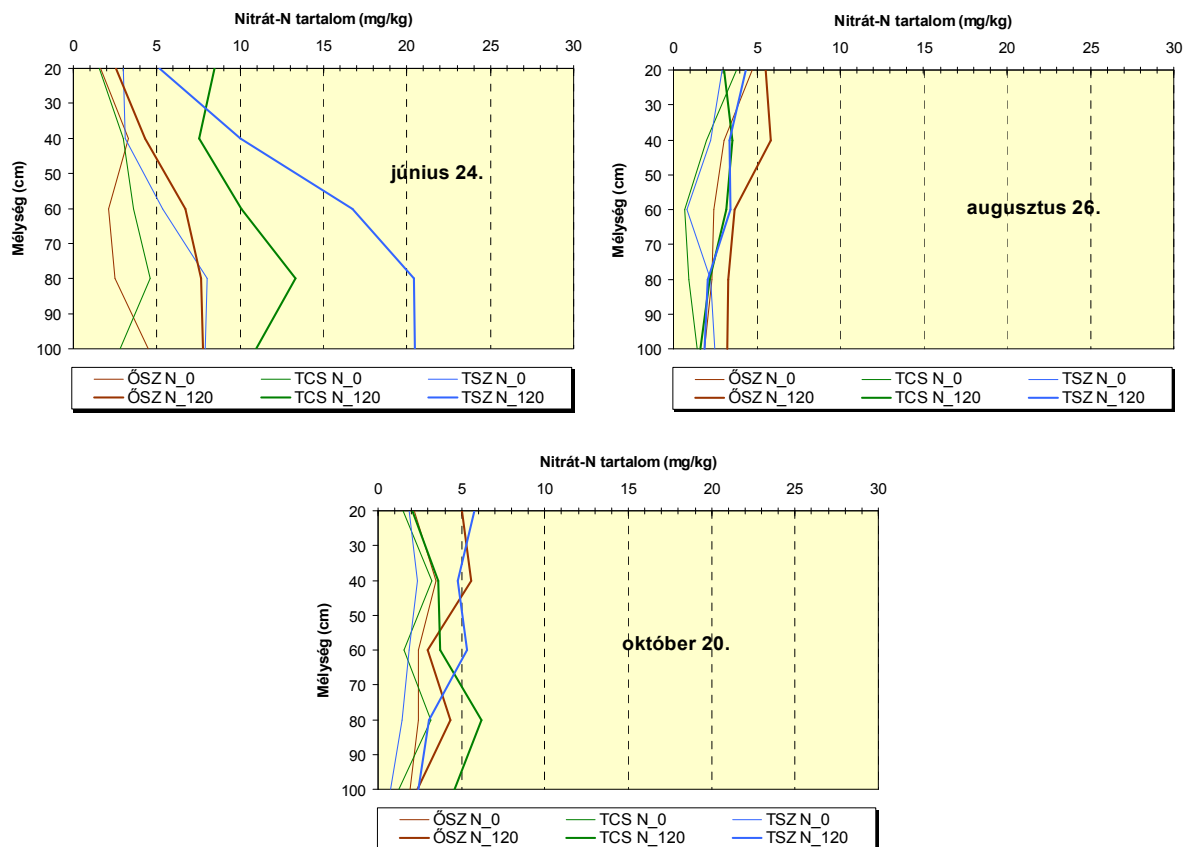 Nitrát-N tartalom (mg/kg)
0 5 10 15 20 25 30
Mélység (cm)
20
30
40
50
60
70
80
90
100
június 24.
ŐSZ N_0 TCS N_0 TSZ N_0
ŐSZ N_120 TCS N_120 TSZ N_120
Nitrát-N tartalom (mg/kg)
0 5 10 15 20 25 30
Mélység (cm)
20
30
40
50
60
70
80
90
100
augusztus 26.
ŐSZ N_0 TCS N_0 TSZ N_0
ŐSZ N_120 TCS N_120 TSZ N_120
Nitrát-N tartalom (mg/kg)
0 5 10 15 20 25 30
Mélység (cm)
20
30
40
50
60
70
80
90
100
október 20.
ŐSZ N_0 TCS N_0 TSZ N_0
ŐSZ N_120 TCS N_120 TSZ N_120